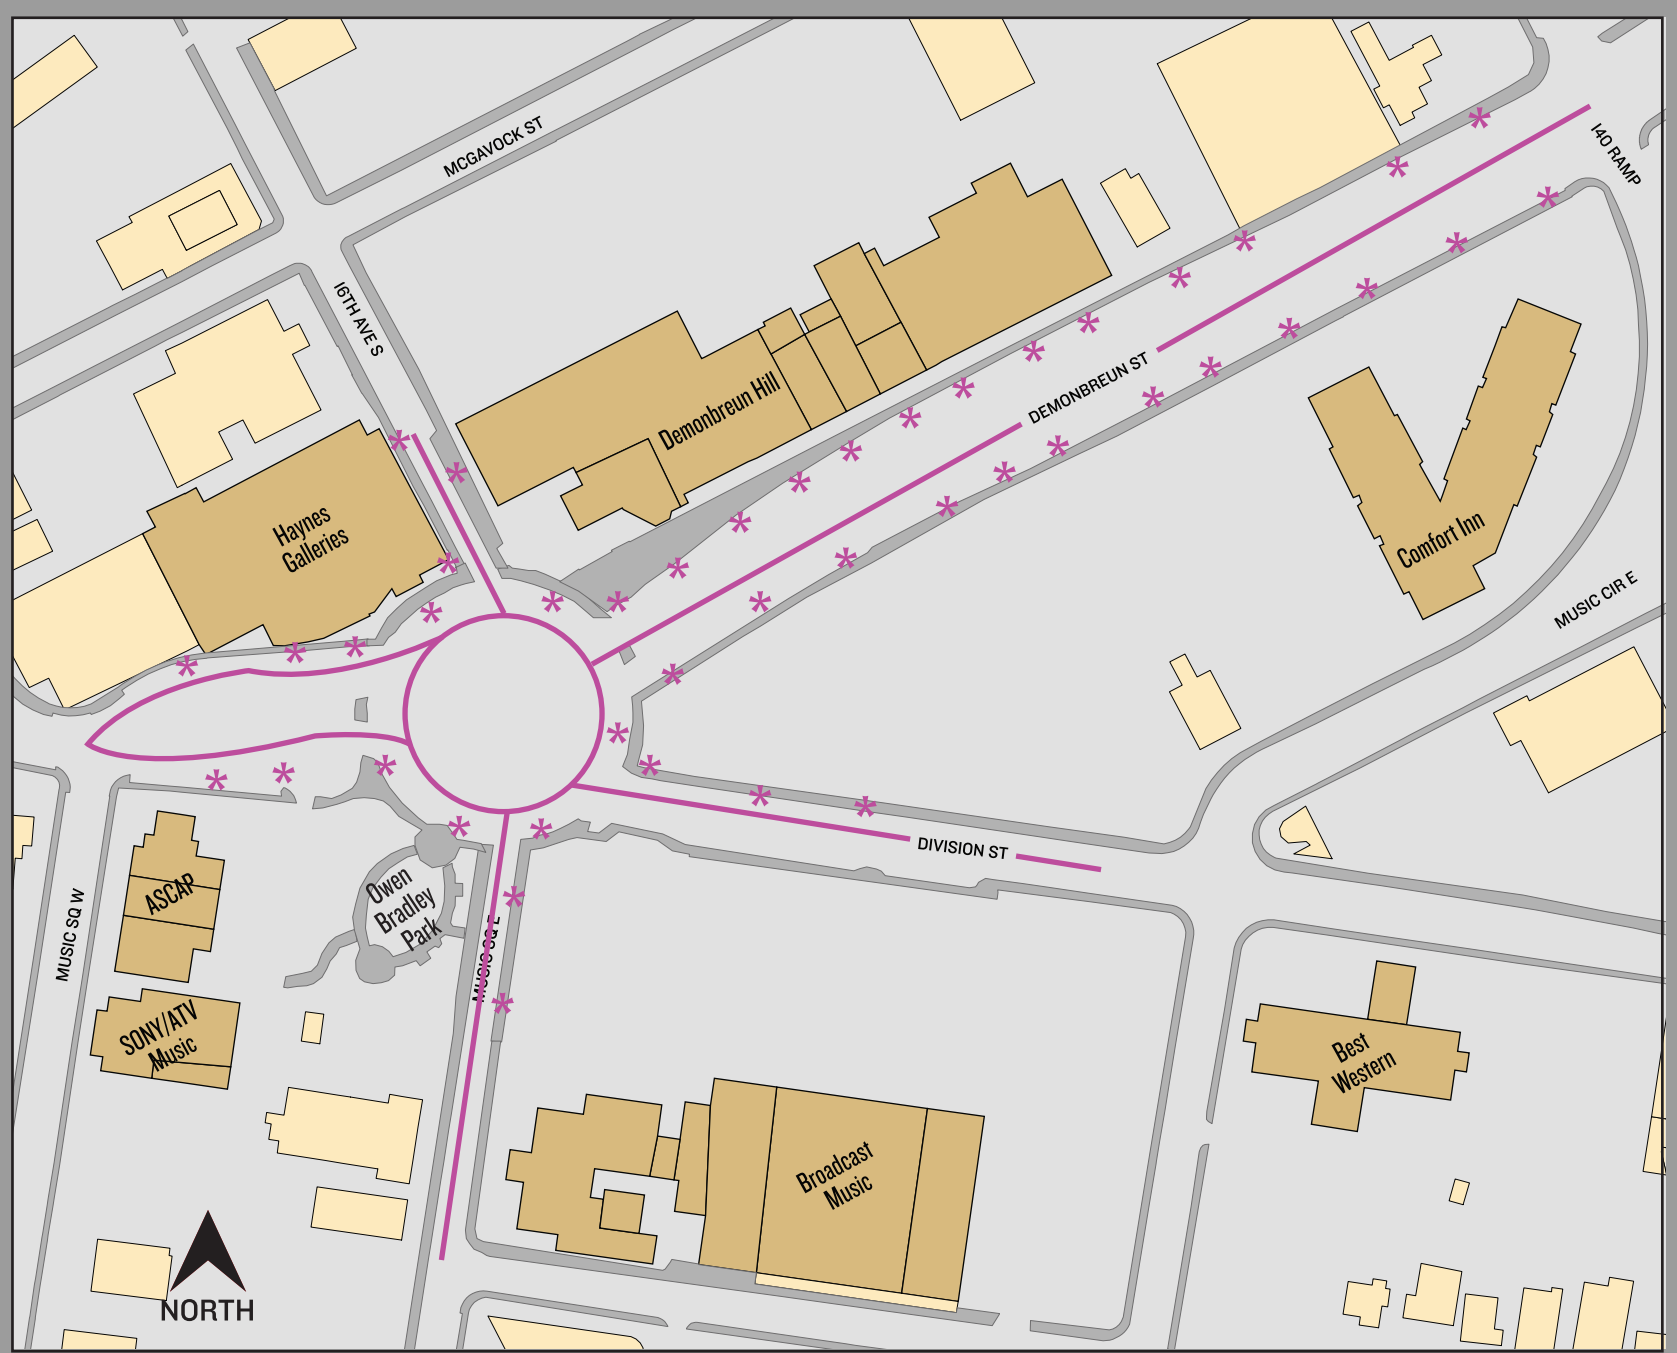 MCGAVOCK ST
I40 RAMP
16TH AVE S
DEMONBREUN ST
Demonbreun Hill
Haynes
Galleries
Comfort Inn
MUSIC CIR E
DIVISION ST
ASCAP
Owen
Bradley
Park
MUSIC SQ W
MUSIC SQ E
SONY/ATV
Music
Best
Western
Broadcast
Music
NORTH